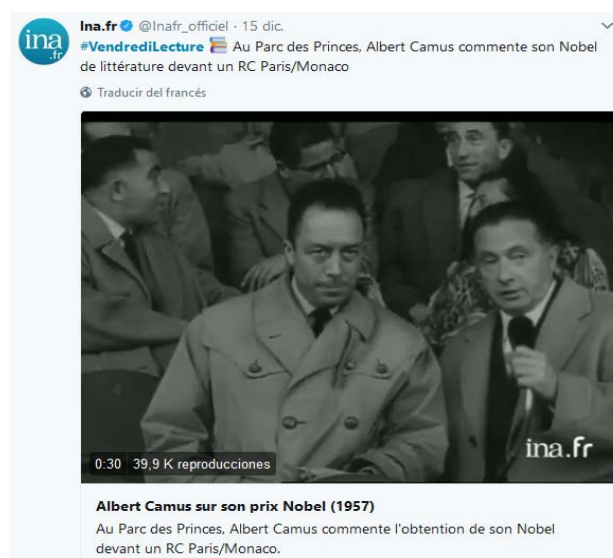 ina
.fr
Ina.fr @Inafr_officiel · 15 dic.
#VendrediLecture 📚 Au Parc des Princes, Albert Camus commente son Nobel
de littérature devant un RC Paris/Monaco
Traducir del francés
ina.fr
0:30 39,9 K reproducciones
Albert Camus sur son prix Nobel (1957)
Au Parc des Princes, Albert Camus commente l'obtention de son Nobel
devant un RC Paris/Monaco.